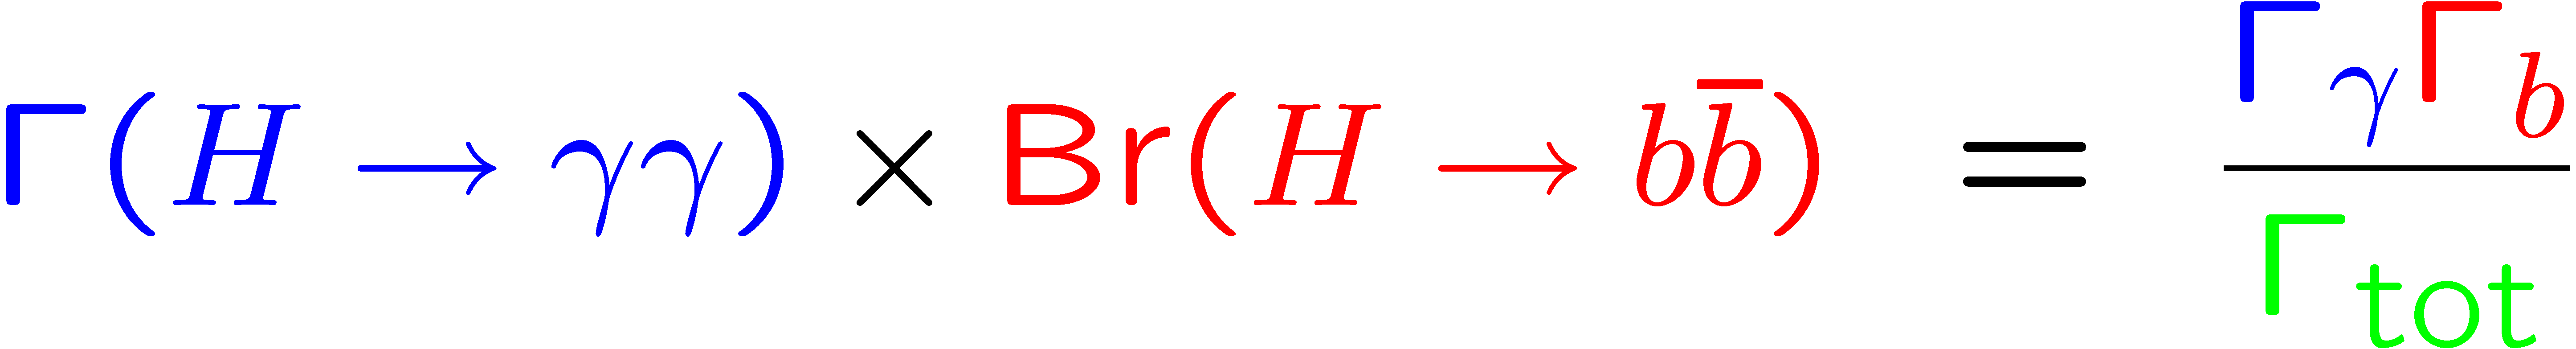 Γ(H → γγ) × Br(H → bb̄) = Γ_γ Γ_b / Γ_tot